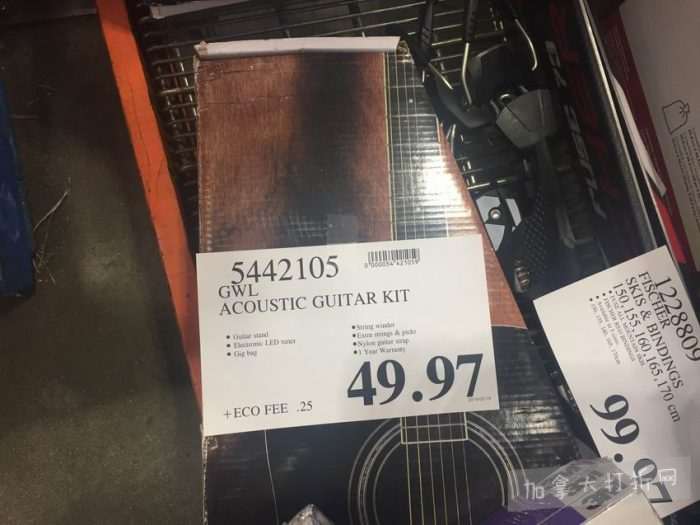 5442105
0000054421059
GWL
ACOUSTIC GUITAR KIT
• Guitar stand
• Electronic LED tuner
• Gig bag
• String winder
• Extra strings & picks
• Nylon guitar strap
• 1 Year Warranty
49.97
+ECO FEE .25
1228809
FISCHER
SKIS & BINDINGS
150,155,160,165,170 cm
99.97
加拿大打折网